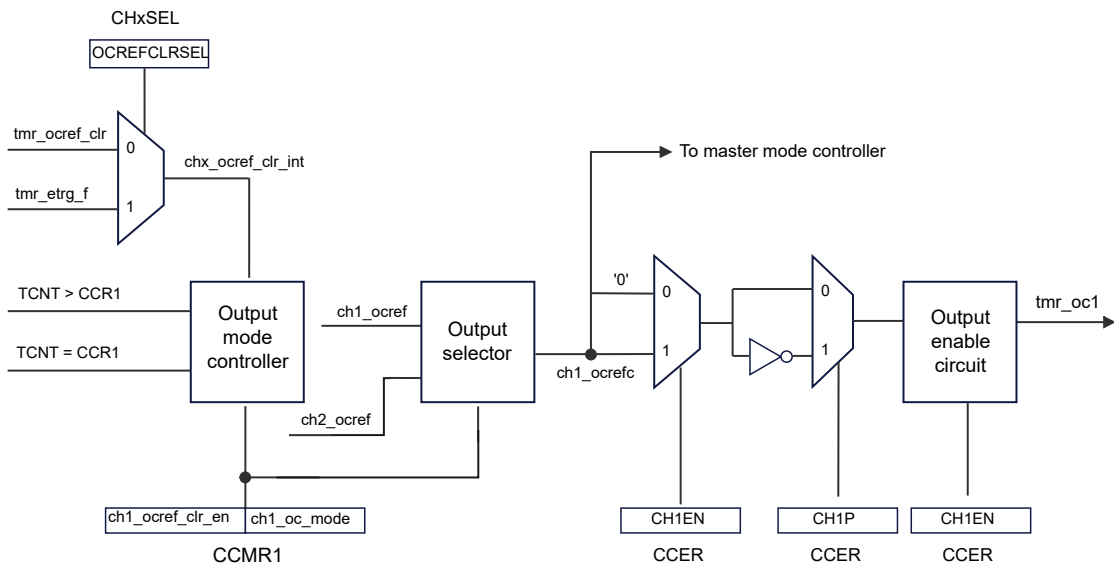 CHxSEL
OCREFCLRSEL
tmr_ocref_clr
0
chx_ocref_clr_int
tmr_etrg_f
1
To master mode controller
TCNT > CCR1
TCNT = CCR1
Output
mode
controller
ch1_ocref
ch2_ocref
Output
selector
ch1_ocrefc
'0'
0
1
0
1
Output
enable
circuit
tmr_oc1
ch1_ocref_clr_en
ch1_oc_mode
CCMR1
CH1EN
CCER
CH1P
CCER
CH1EN
CCER